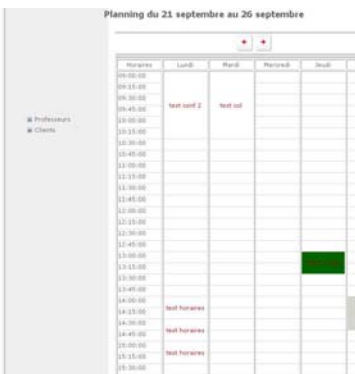 Planning du 21 septembre au 26 septembre
Horaires Lundi Mardi Mercredi Jeudi
09:00:00
09:15:00
09:30:00
09:45:00 test conf 2 test col
Professeurs
10:00:00
Clients
10:15:00
10:30:00
10:45:00
11:00:00
11:15:00
11:30:00
11:45:00
12:00:00
12:15:00
12:30:00
12:45:00
13:00:00
13:15:00
13:30:00
13:45:00
14:00:00
14:15:00 test horaires
14:30:00
14:45:00 test horaires
15:00:00
15:15:00 test horaires
15:30:00